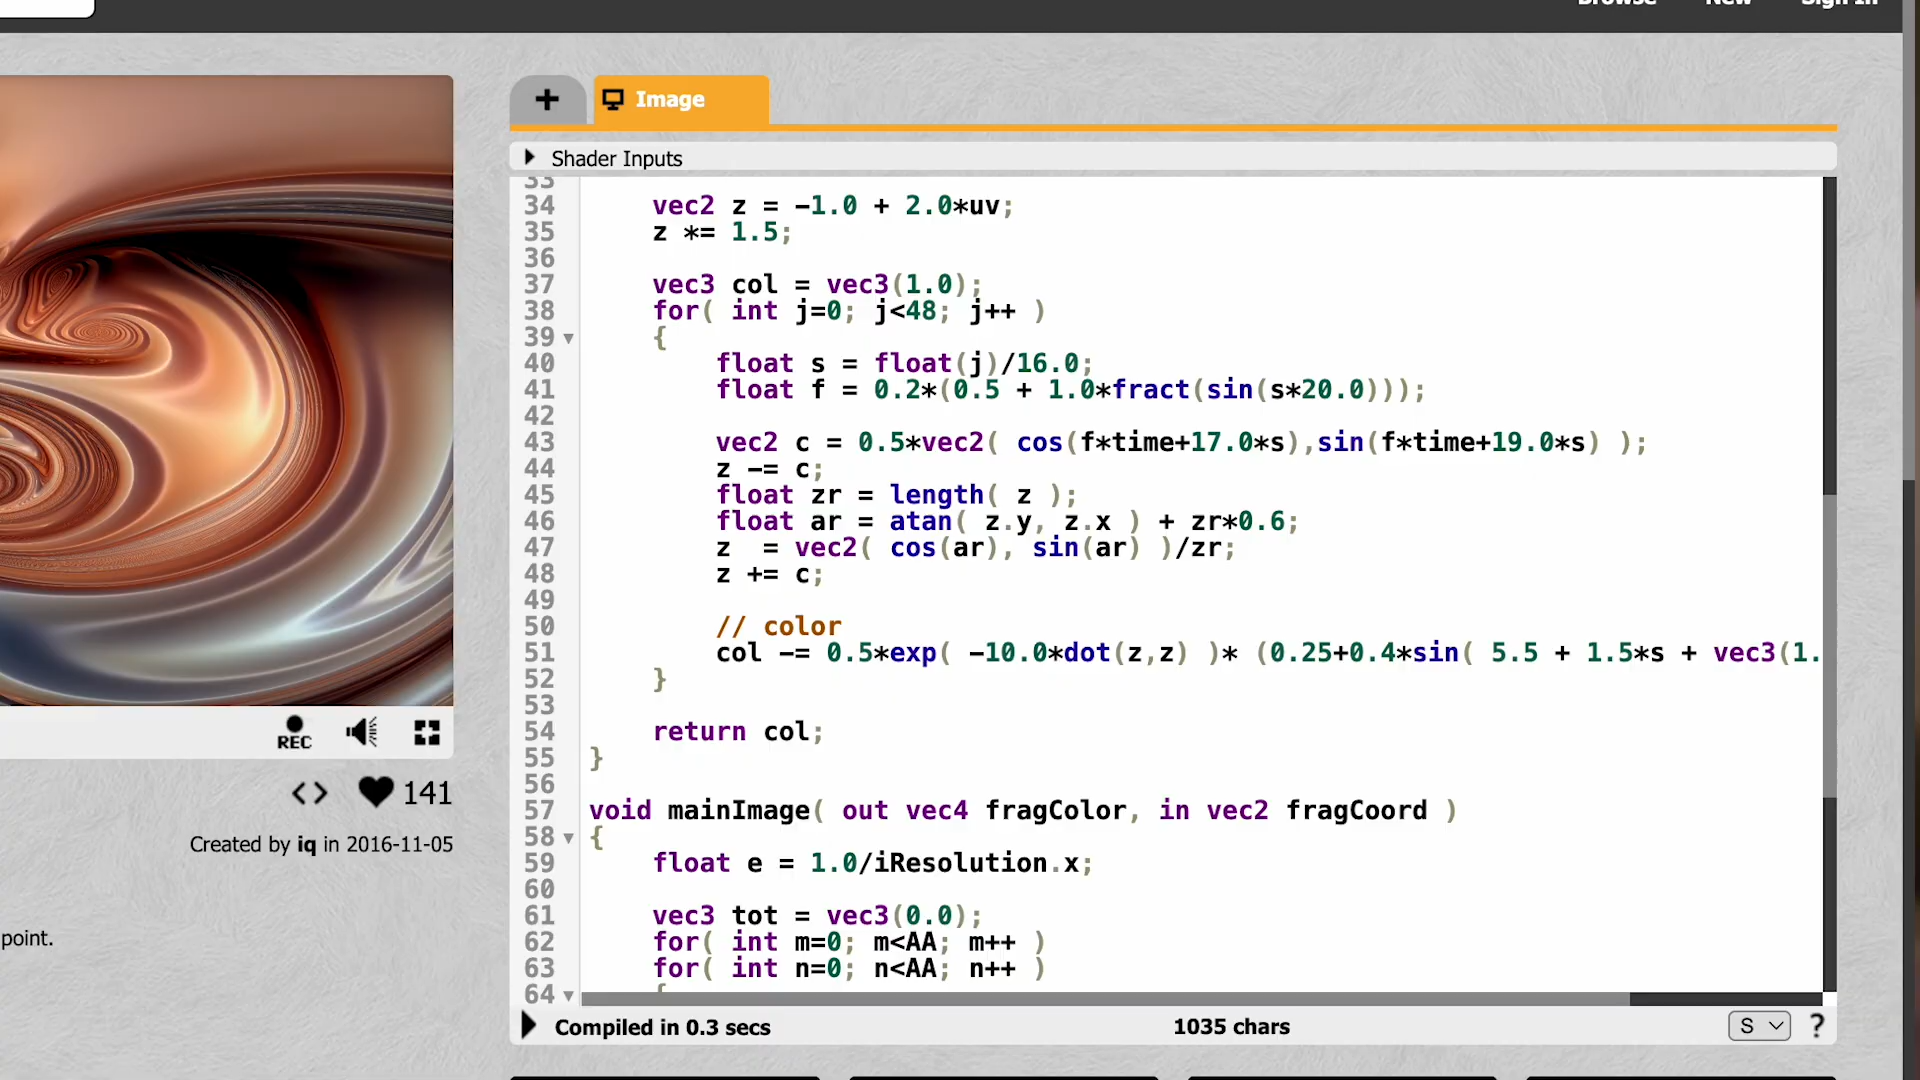 Browse New Sign In
+ Image
Shader Inputs
33
34 vec2 z = -1.0 + 2.0*uv;
35 z *= 1.5;
36
37 vec3 col = vec3(1.0);
38 for( int j=0; j<48; j++ )
39 {
40 float s = float(j)/16.0;
41 float f = 0.2*(0.5 + 1.0*fract(sin(s*20.0)));
42
43 vec2 c = 0.5*vec2( cos(f*time+17.0*s),sin(f*time+19.0*s) );
44 z -= c;
45 float zr = length( z );
46 float ar = atan( z.y, z.x ) + zr*0.6;
47 z  = vec2( cos(ar), sin(ar) )/zr;
48 z += c;
49
50 // color
51 col -= 0.5*exp( -10.0*dot(z,z) )* (0.25+0.4*sin( 5.5 + 1.5*s + vec3(1.
52 }
53
54 return col;
55 }
56
57 void mainImage( out vec4 fragColor, in vec2 fragCoord )
58 {
59 float e = 1.0/iResolution.x;
60
61 vec3 tot = vec3(0.0);
62 for( int m=0; m<AA; m++ )
63 for( int n=0; n<AA; n++ )
64 {
Compiled in 0.3 secs 1035 chars S ?
REC
141
Created by iq in 2016-11-05
point.